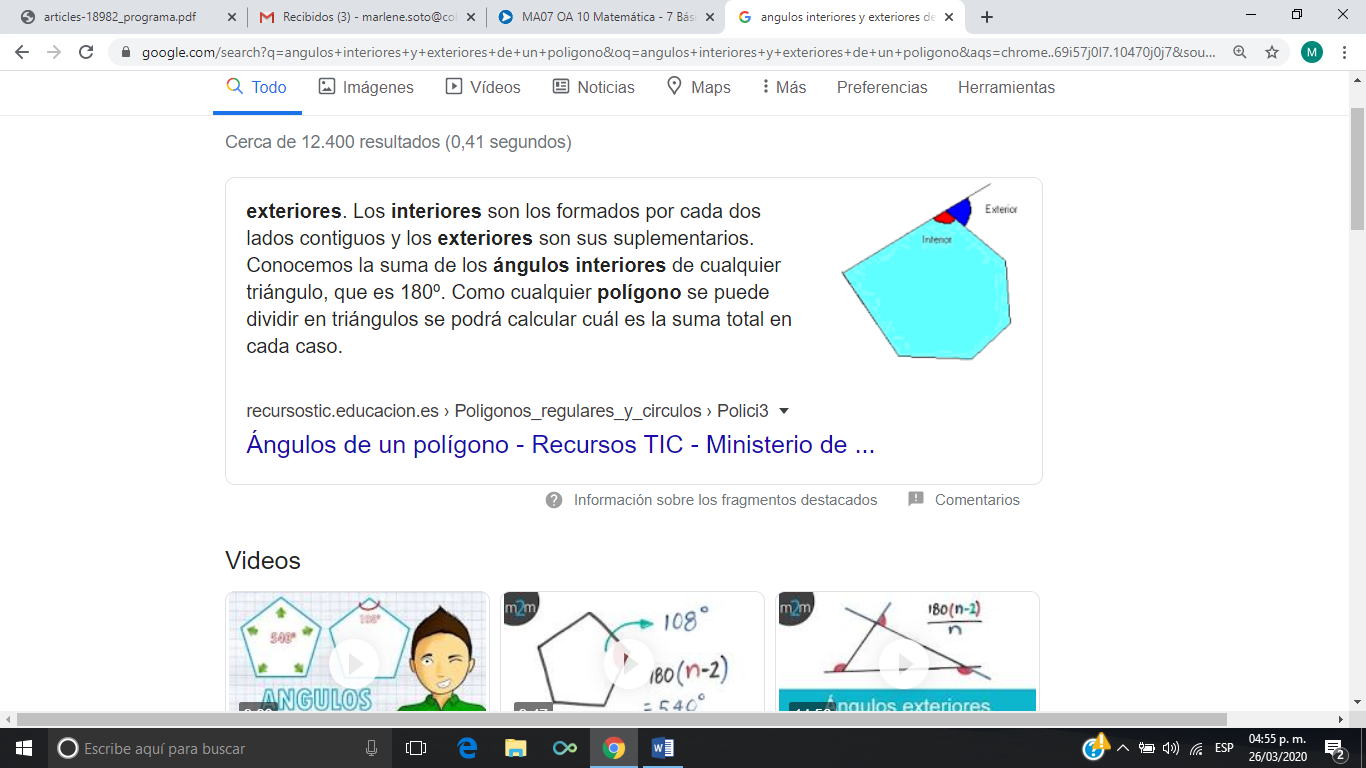 articles-18982_programa.pdf
Recibidos (3) - marlene.soto@co
MA07 OA 10 Matemática - 7 Bás
angulos interiores y exteriores de
google.com/search?q=angulos+interiores+y+exteriores+de+un+poligono&oq=angulos+interiores+y+exteriores+de+un+poligono&aqs=chrome..69i57j0l7.10470j0j7&sou...
M
Todo
Imágenes
Vídeos
Noticias
Maps
Más
Preferencias
Herramientas
Cerca de 12.400 resultados (0,41 segundos)
exteriores. Los interiores son los formados por cada dos
lados contiguos y los exteriores son sus suplementarios.
Conocemos la suma de los ángulos interiores de cualquier
triángulo, que es 180º. Como cualquier polígono se puede
dividir en triángulos se podrá calcular cuál es la suma total en
cada caso.
Exterior
Interior
recursostic.educacion.es › Poligonos_regulares_y_circulos › Polici3
Ángulos de un polígono - Recursos TIC - Ministerio de ...
Información sobre los fragmentos destacados
Comentarios
Videos
540°
108°
ANGULOS
m2m
108°
180(n-2)
= 540°
m2m
180(n-2)
n
Ángulos exteriores
Escribe aquí para buscar
ESP
04:55 p. m.
26/03/2020
2